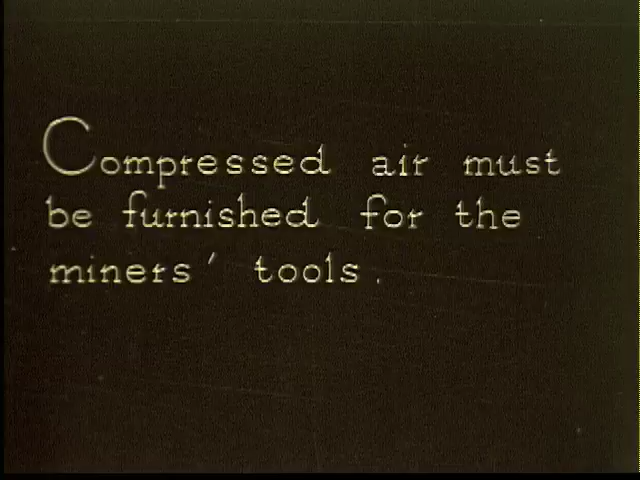 Compressed air must
be furnished for the
miners' tools.